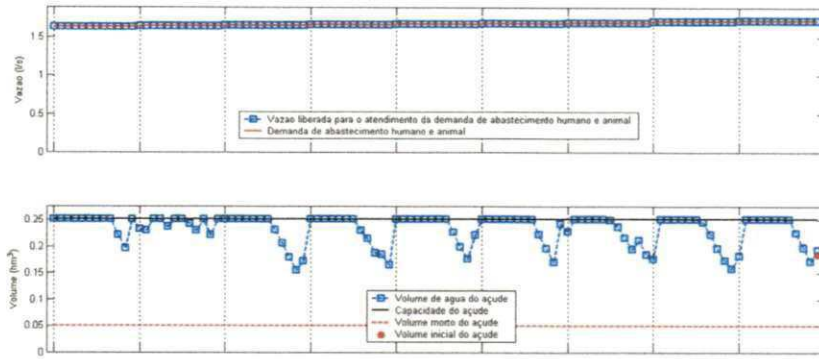 Vazao (l/s)
1.5
1
0.5
0
Vazao liberada para o atendimento da demanda de abastecimento humano e animal
Demanda de abastecimento humano e animal
Volume (hm³)
0.25
0.2
0.15
0.1
0.05
0
Volume de agua do açude
Capacidade do açude
Volume morto do açude
Volume inicial do açude